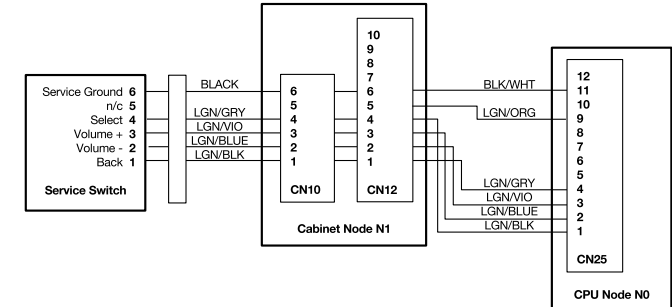 Service Ground 6
n/c 5
Select 4
Volume + 3
Volume - 2
Back 1
Service Switch
BLACK
LGN/GRY
LGN/VIO
LGN/BLUE
LGN/BLK
6
5
4
3
2
1
CN10
10
9
8
7
6
5
4
3
2
1
CN12
Cabinet Node N1
BLK/WHT
LGN/ORG
LGN/GRY
LGN/VIO
LGN/BLUE
LGN/BLK
12
11
10
9
8
7
6
5
4
3
2
1
CN25
CPU Node N0